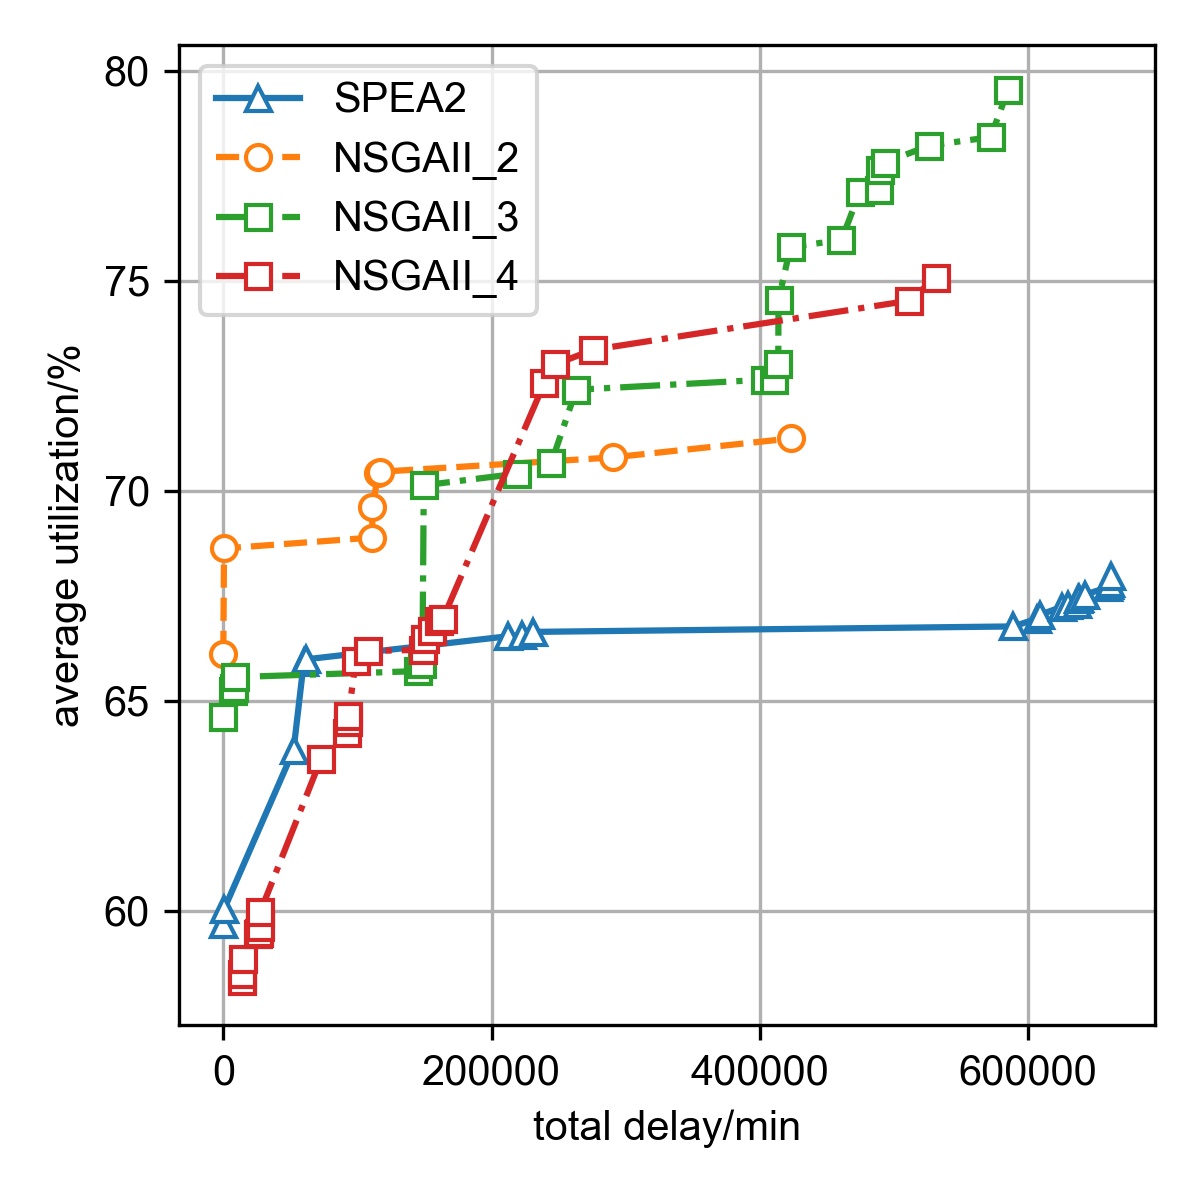 SPEA2
NSGAII_2
NSGAII_3
NSGAII_4
80
75
70
65
60
average utilization/%
0 200000 400000 600000
total delay/min